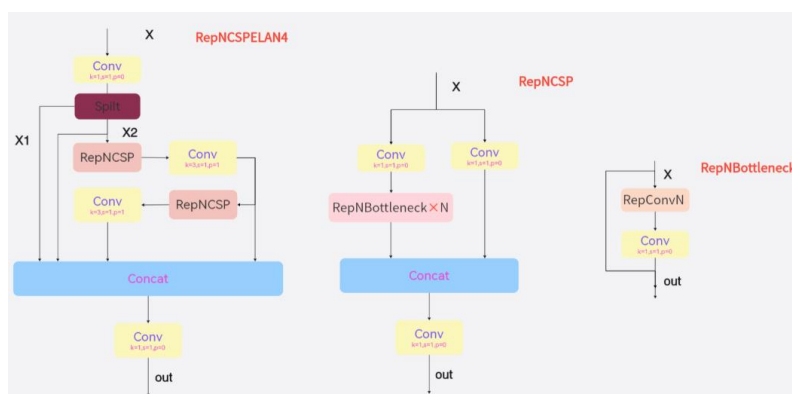 X
RepNCSPELAN4
Conv
k=1,s=1,p=0
Split
X1
X2
RepNCSP
Conv
k=3,s=1,p=1
Conv
k=3,s=1,p=1
RepNCSP
Concat
Conv
k=1,s=1,p=0
out
X
RepNCSP
Conv
k=1,s=1,p=0
Conv
k=1,s=1,p=0
RepNBottleneck×N
Concat
Conv
k=1,s=1,p=0
out
X
RepNBottleneck
RepConvN
Conv
k=1,s=1,p=0
out